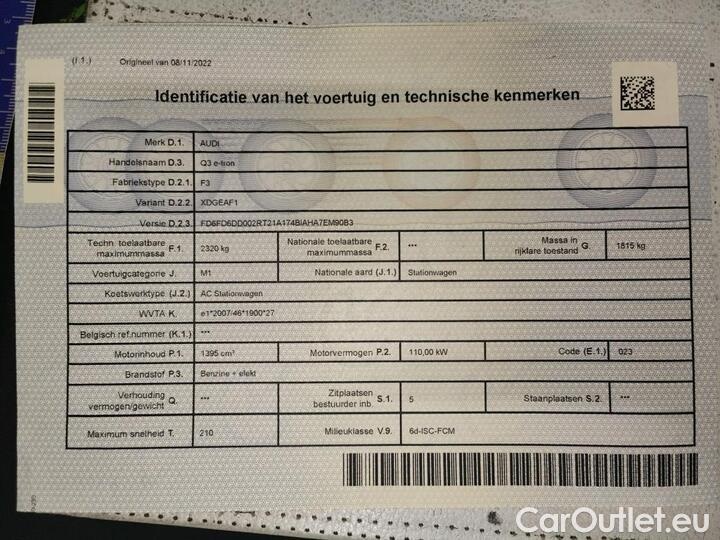 (I.1.) Origineel van 08/11/2022
Identificatie van het voertuig en technische kenmerken
Merk D.1. AUDI
Handelsnaam D.3. Q3 e-tron
Fabriekstype D.2.1. F3
Variant D.2.2. XDGEAF1
Versie D.2.3. FD6FD6DD002RT21A174BIAHA7EM90B3
Techn. toelaatbare maximummassa F.1. 2320 kg Nationale toelaatbare maximummassa F.2. *** Massa in rijklare toestand G. 1815 kg
Voertuigcategorie J. M1 Nationale aard (J.1.) Stationwagen
Koetswerktype (J.2.) AC Stationwagen
WVTA K. e1*2007/46*1900*27
Belgisch ref.nummer (K.1.) ***
Motorinhoud P.1. 1395 cm³ Motorvermogen P.2. 110,00 kW Code (E.1.) 023
Brandstof P.3. Benzine + elekt
Verhouding vermogen/gewicht Q. *** Zitplaatsen bestuurder inb. S.1. 5 Staanplaatsen S.2. ***
Maximum snelheid T. 210 Milieuklasse V.9. 6d-ISC-FCM
CarOutlet.eu